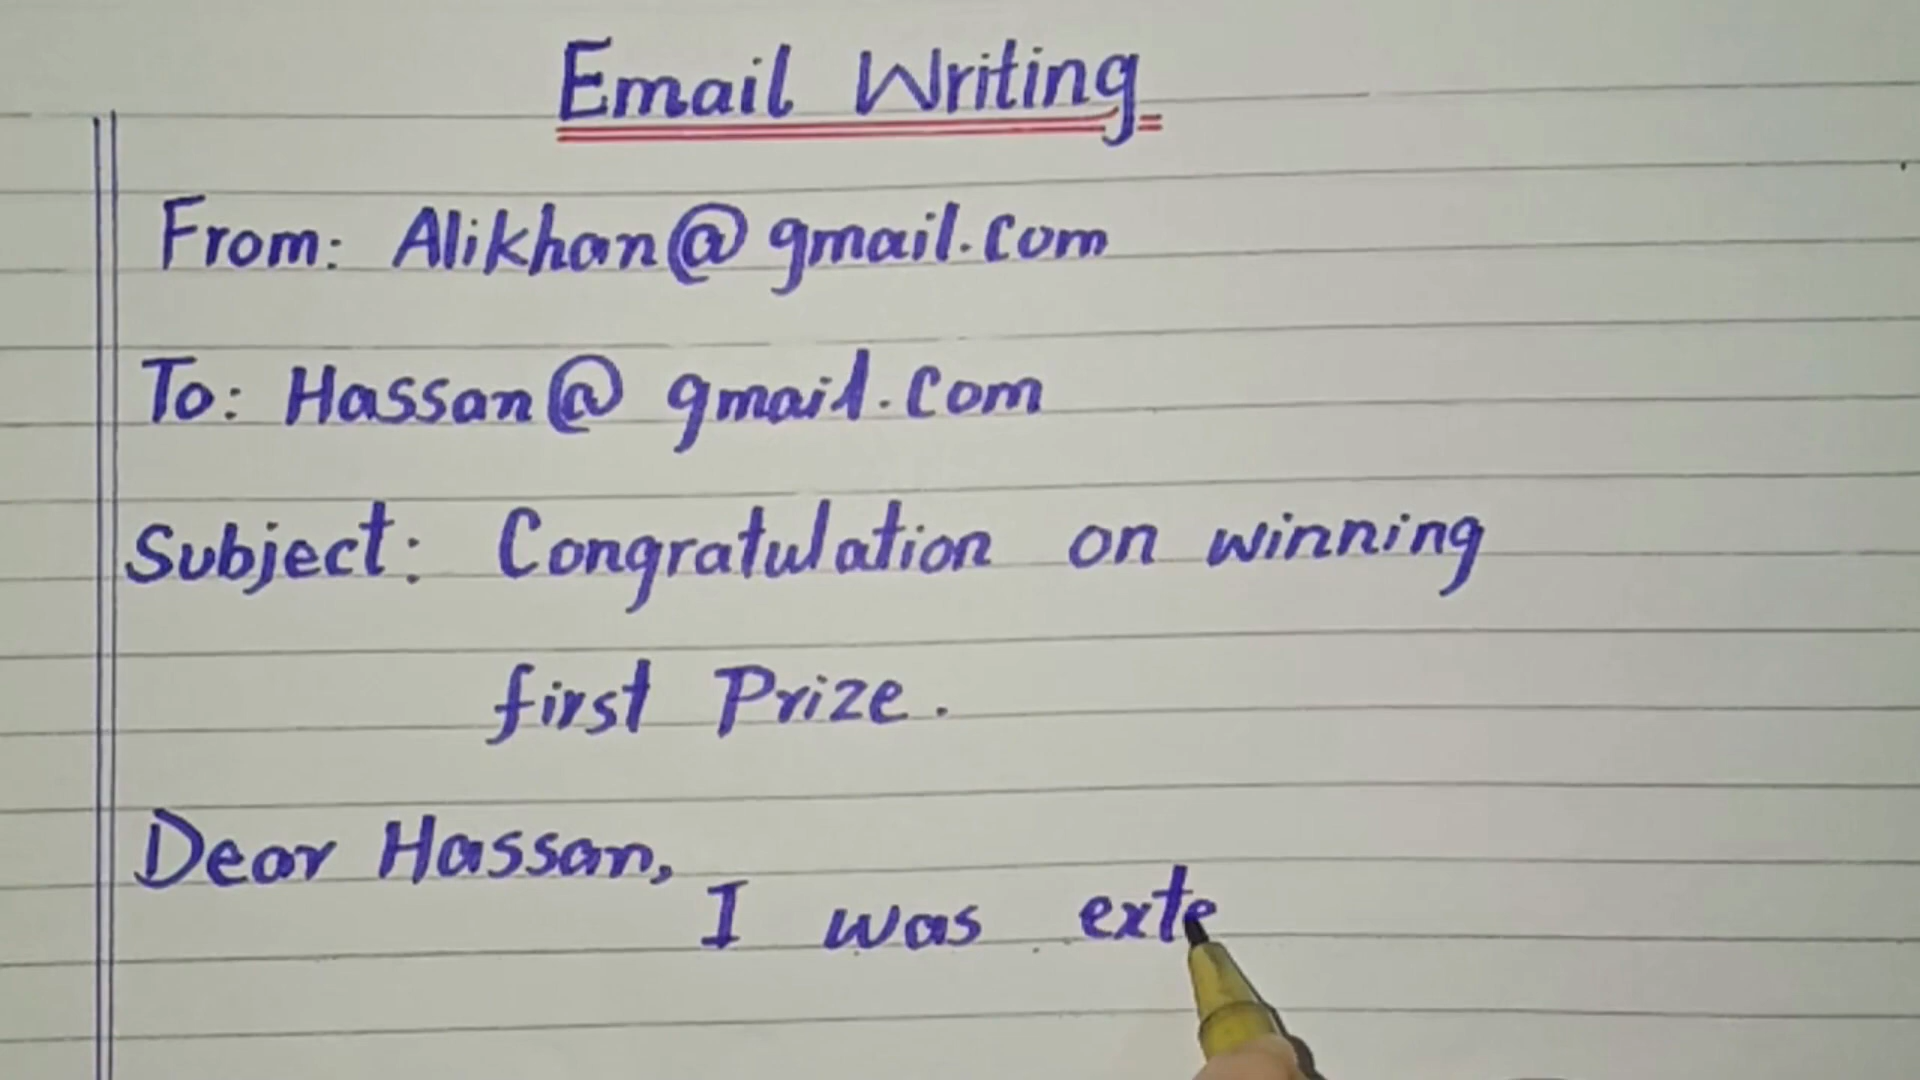 Email Writing
From: Alikhan@gmail.com
To: Hassan@gmail.com
Subject: Congratulation on winning
first Prize.
Dear Hassan,
I was exte